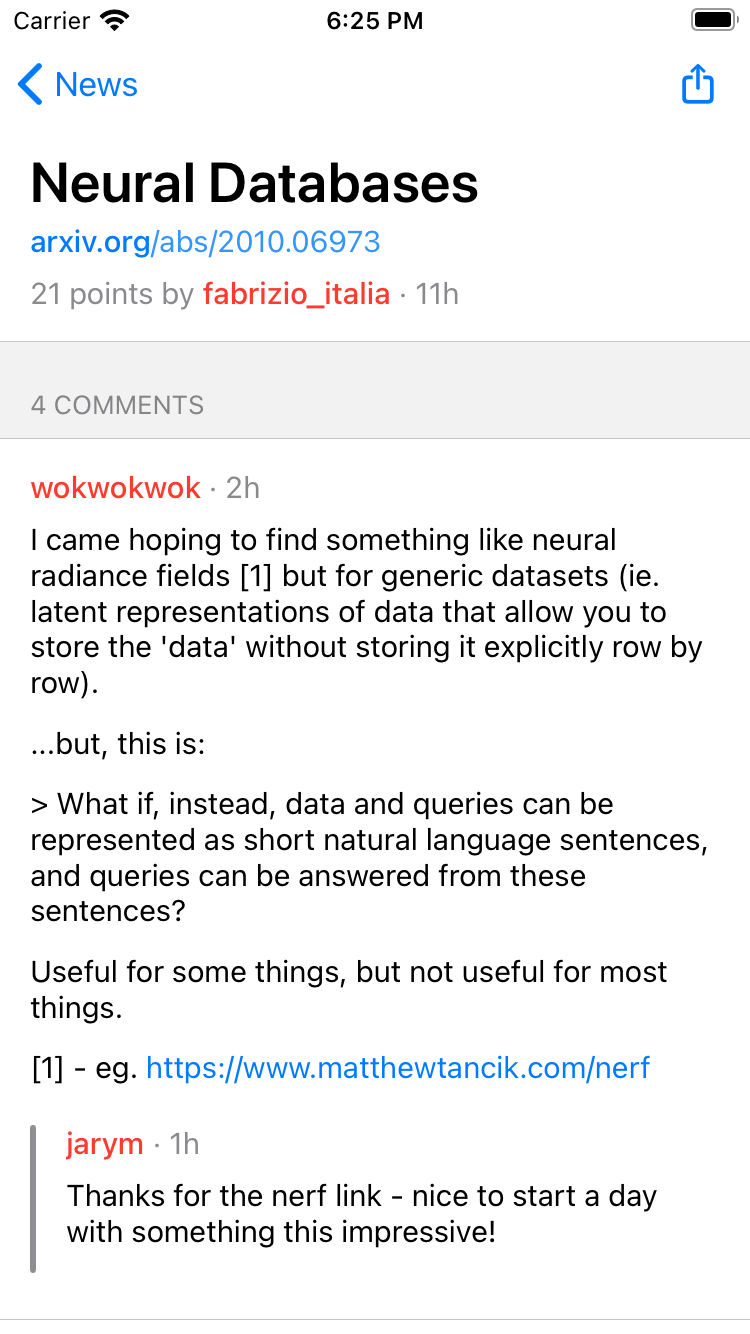 Carrier 6:25 PM
News
Neural Databases
arxiv.org/abs/2010.06973
21 points by fabrizio_italia · 11h
4 COMMENTS
wokwokwok · 2h
I came hoping to find something like neural
radiance fields [1] but for generic datasets (ie.
latent representations of data that allow you to
store the 'data' without storing it explicitly row by
row).
...but, this is:
> What if, instead, data and queries can be
represented as short natural language sentences,
and queries can be answered from these
sentences?
Useful for some things, but not useful for most
things.
[1] - eg. https://www.matthewtancik.com/nerf
jarym · 1h
Thanks for the nerf link - nice to start a day
with something this impressive!